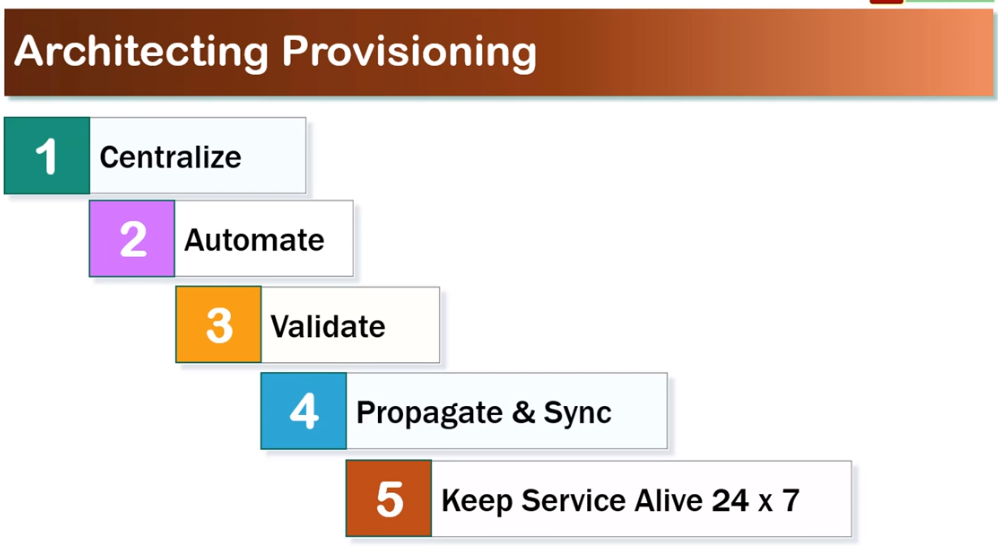 Architecting Provisioning
1 Centralize
2 Automate
3 Validate
4 Propagate & Sync
5 Keep Service Alive 24 x 7